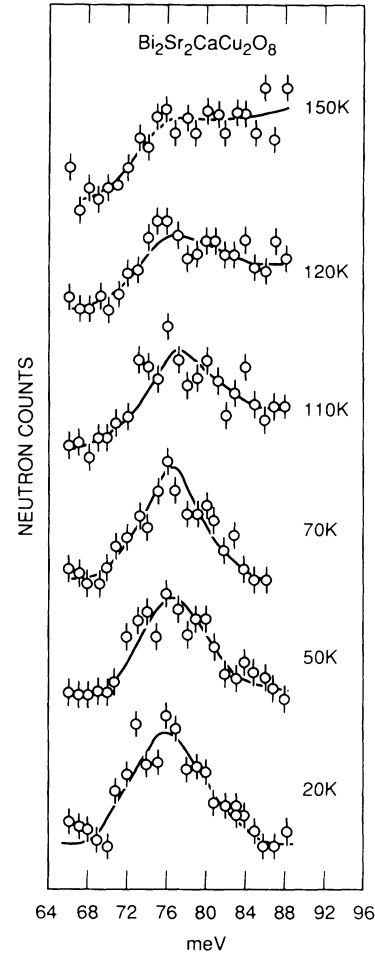 Bi₂Sr₂CaCu₂O₈
150K
120K
110K
70K
50K
20K
NEUTRON COUNTS
64 68 72 76 80 84 88 92 96
meV